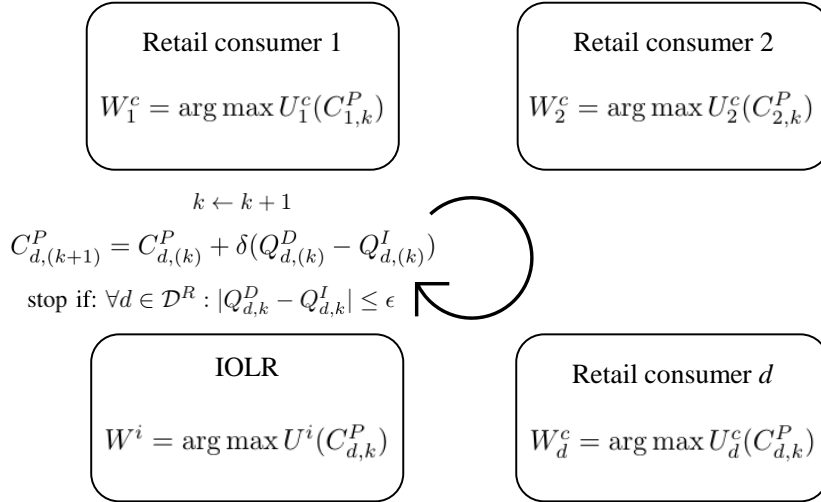 Retail consumer 1
W_1^c = arg max U_1^c(C_{1,k}^P)
Retail consumer 2
W_2^c = arg max U_2^c(C_{2,k}^P)
k ← k + 1
C_{d,(k+1)}^P = C_{d,(k)}^P + δ(Q_{d,(k)}^D − Q_{d,(k)}^I)
stop if: ∀d ∈ 𝒟^R : |Q_{d,k}^D − Q_{d,k}^I| ≤ ϵ
IOLR
W^i = arg max U^i(C_{d,k}^P)
Retail consumer d
W_d^c = arg max U_d^c(C_{d,k}^P)